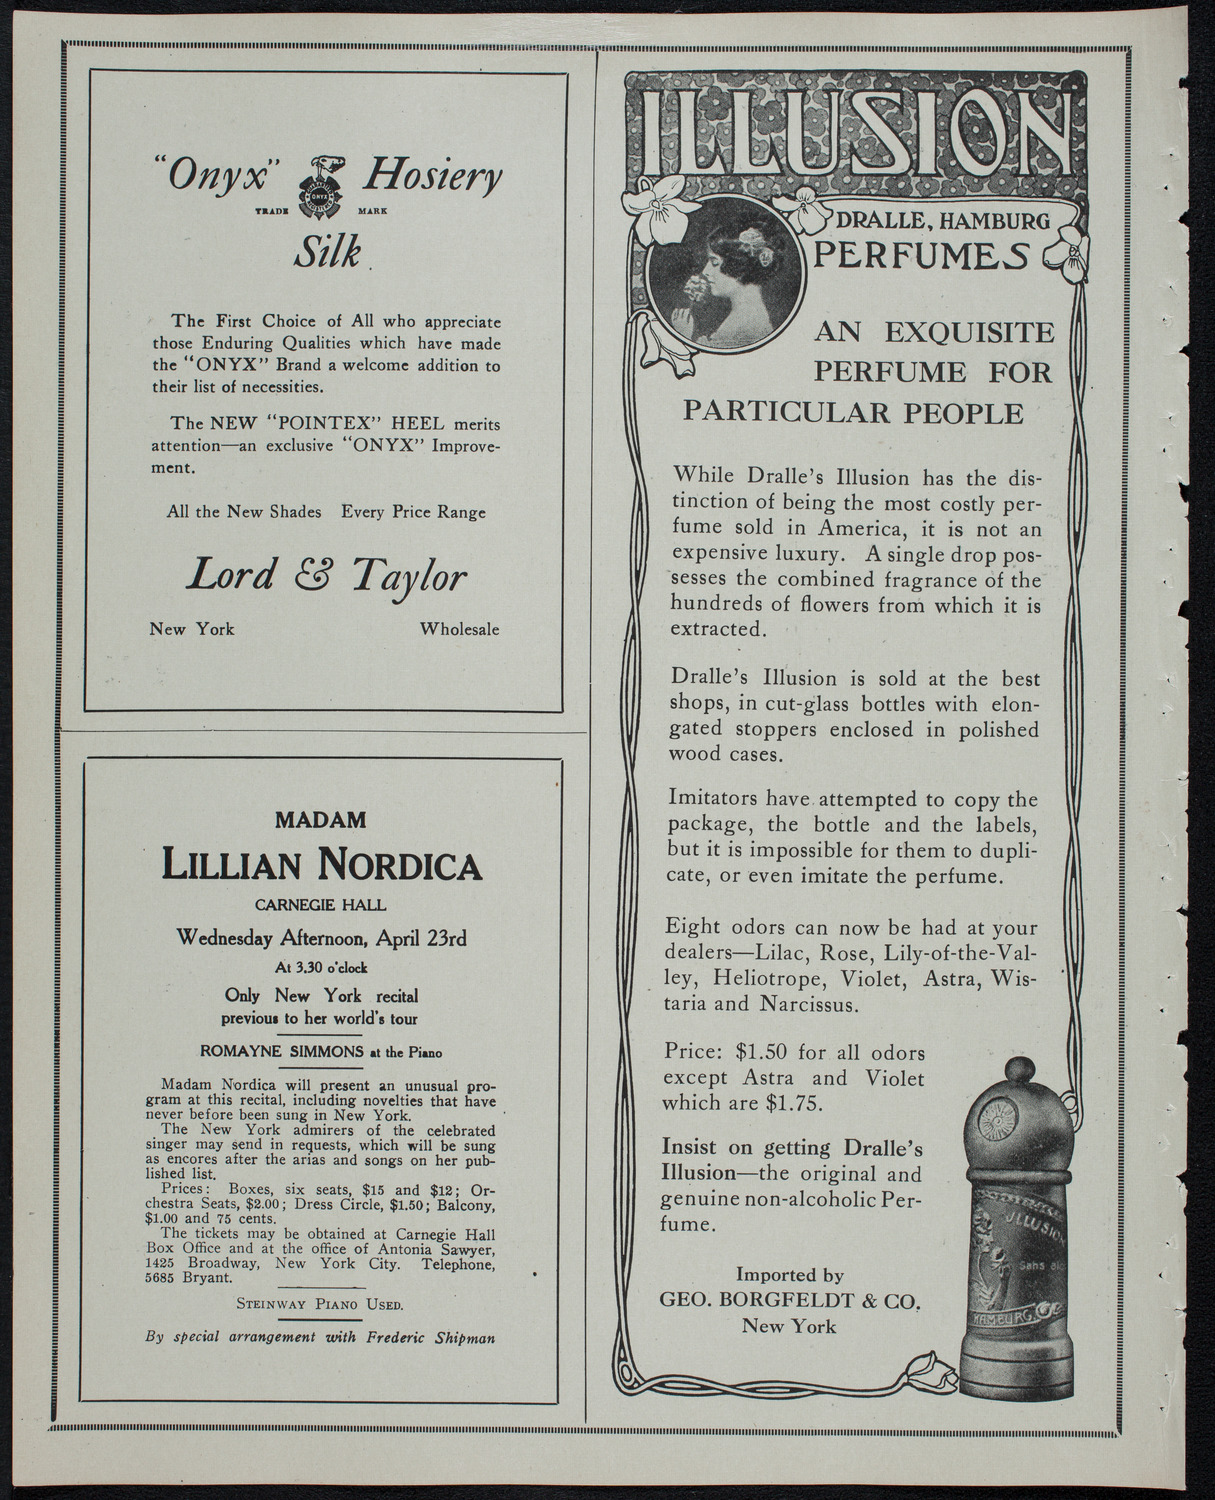 "Onyx" Hosiery
ONYX
TRADE MARK
Silk
The First Choice of All who appreciate
those Enduring Qualities which have made
the "ONYX" Brand a welcome addition to
their list of necessities.
The NEW "POINTEX" HEEL merits
attention—an exclusive "ONYX" Improve-
ment.
All the New Shades Every Price Range
Lord & Taylor
New York Wholesale
MADAM
LILLIAN NORDICA
CARNEGIE HALL
Wednesday Afternoon, April 23rd
At 3.30 o'clock
Only New York recital
previous to her world's tour
ROMAYNE SIMMONS at the Piano
Madam Nordica will present an unusual pro-
gram at this recital, including novelties that have
never before been sung in New York.
The New York admirers of the celebrated
singer may send in requests, which will be sung
as encores after the arias and songs on her pub-
lished list.
Prices: Boxes, six seats, $15 and $12; Or-
chestra Seats, $2.00; Dress Circle, $1.50; Balcony,
$1.00 and 75 cents.
The tickets may be obtained at Carnegie Hall
Box Office and at the office of Antonia Sawyer,
1425 Broadway, New York City. Telephone,
5685 Bryant.
STEINWAY PIANO USED.
By special arrangement with Frederic Shipman
ILLUSION
DRALLE, HAMBURG
PERFUMES
AN EXQUISITE
PERFUME FOR
PARTICULAR PEOPLE
While Dralle's Illusion has the dis-
tinction of being the most costly per-
fume sold in America, it is not an
expensive luxury. A single drop pos-
sesses the combined fragrance of the
hundreds of flowers from which it is
extracted.
Dralle's Illusion is sold at the best
shops, in cut-glass bottles with elon-
gated stoppers enclosed in polished
wood cases.
Imitators have attempted to copy the
package, the bottle and the labels,
but it is impossible for them to dupli-
cate, or even imitate the perfume.
Eight odors can now be had at your
dealers—Lilac, Rose, Lily-of-the-Val-
ley, Heliotrope, Violet, Astra, Wis-
taria and Narcissus.
Price: $1.50 for all odors
except Astra and Violet
which are $1.75.
Insist on getting Dralle's
Illusion—the original and
genuine non-alcoholic Per-
fume.
Imported by
GEO. BORGFELDT & CO.
New York
ILLUSION
HAMBURG